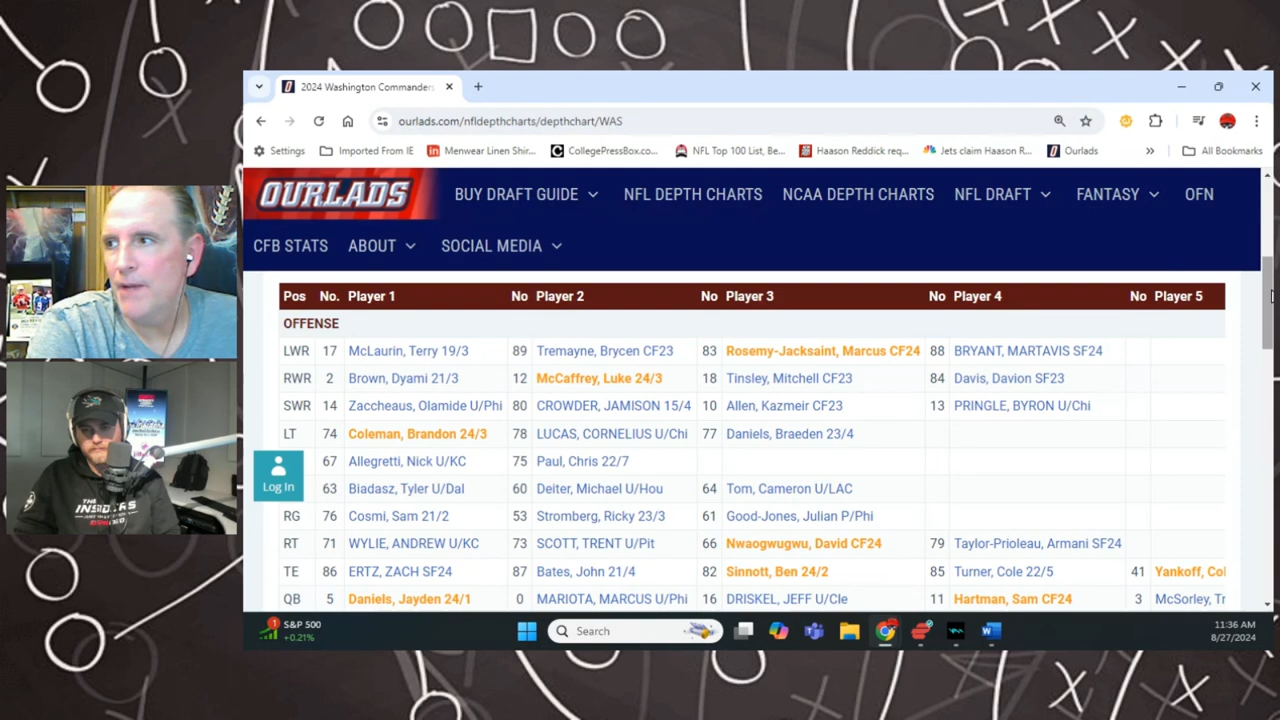 2024 Washington Commanders
ourlads.com/nfldepthcharts/depthchart/WAS
Settings Imported From IE Menwear Linen Shir... CollegePressBox.co... NFL Top 100 List, Be... Haason Reddick req... Jets claim Haason R... Ourlads » All Bookmarks
OURLADS BUY DRAFT GUIDE NFL DEPTH CHARTS NCAA DEPTH CHARTS NFL DRAFT FANTASY OFN
CFB STATS ABOUT SOCIAL MEDIA
Pos No. Player 1 No Player 2 No Player 3 No Player 4 No Player 5
OFFENSE
LWR 17 McLaurin, Terry 19/3 89 Tremayne, Brycen CF23 83 Rosemy-Jacksaint, Marcus CF24 88 BRYANT, MARTAVIS SF24
RWR 2 Brown, Dyami 21/3 12 McCaffrey, Luke 24/3 18 Tinsley, Mitchell CF23 84 Davis, Davion SF23
SWR 14 Zaccheaus, Olamide U/Phi 80 CROWDER, JAMISON 15/4 10 Allen, Kazmeir CF23 13 PRINGLE, BYRON U/Chi
LT 74 Coleman, Brandon 24/3 78 LUCAS, CORNELIUS U/Chi 77 Daniels, Braeden 23/4
67 Allegretti, Nick U/KC 75 Paul, Chris 22/7
Log In
63 Biadasz, Tyler U/Dal 60 Deiter, Michael U/Hou 64 Tom, Cameron U/LAC
RG 76 Cosmi, Sam 21/2 53 Stromberg, Ricky 23/3 61 Good-Jones, Julian P/Phi
RT 71 WYLIE, ANDREW U/KC 73 SCOTT, TRENT U/Pit 66 Nwaogwugwu, David CF24 79 Taylor-Prioleau, Armani SF24
TE 86 ERTZ, ZACH SF24 87 Bates, John 21/4 82 Sinnott, Ben 24/2 85 Turner, Cole 22/5 41 Yankoff, Col
QB 5 Daniels, Jayden 24/1 0 MARIOTA, MARCUS U/Phi 16 DRISKEL, JEFF U/Cle 11 Hartman, Sam CF24 3 McSorley, Tr
THE
INSIDERS
S&P 500
+0.21%
Search
11:36 AM
8/27/2024